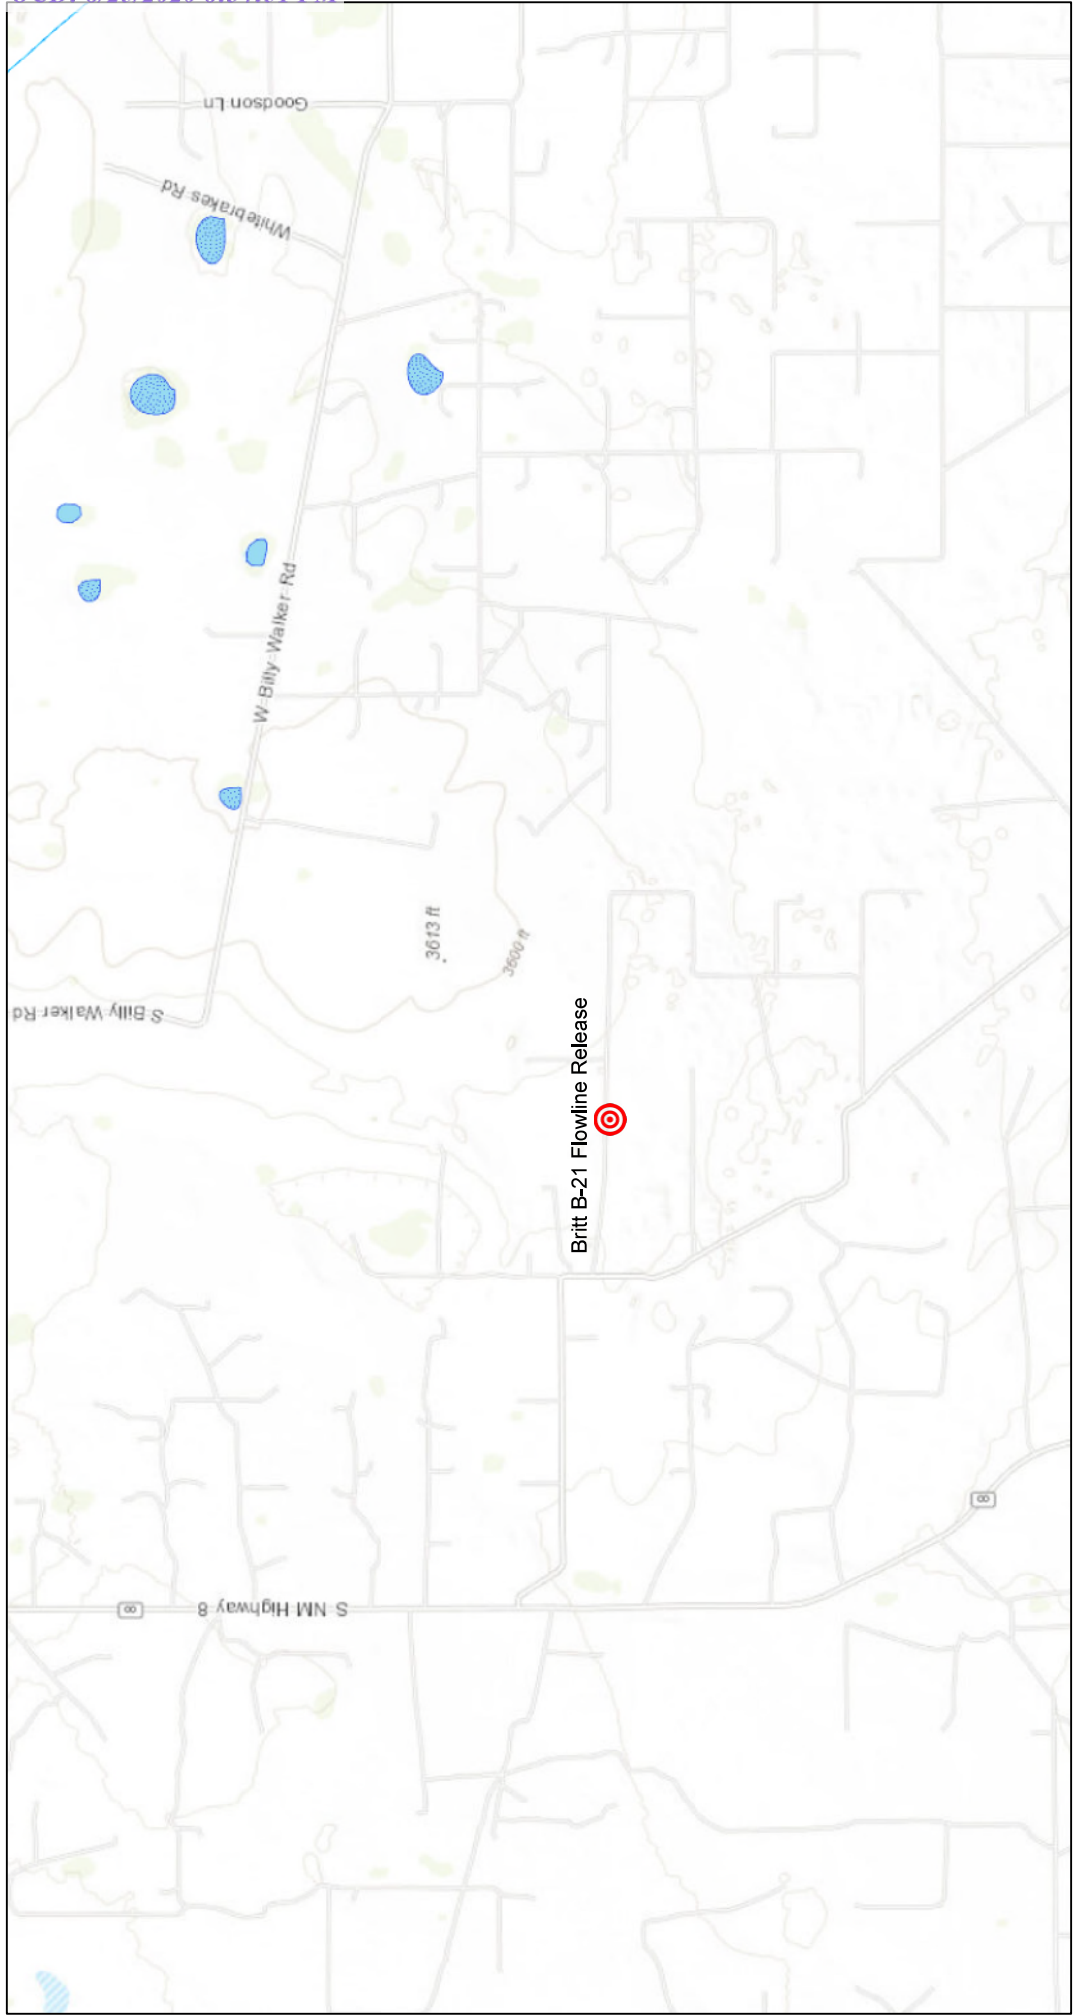 Goodson Ln
Whitebrakes Rd
W Billy Walker Rd
S Billy Walker Rd
3613 ft
3600 ft
Britt B-21 Flowline Release
8
8
S NM Highway 8